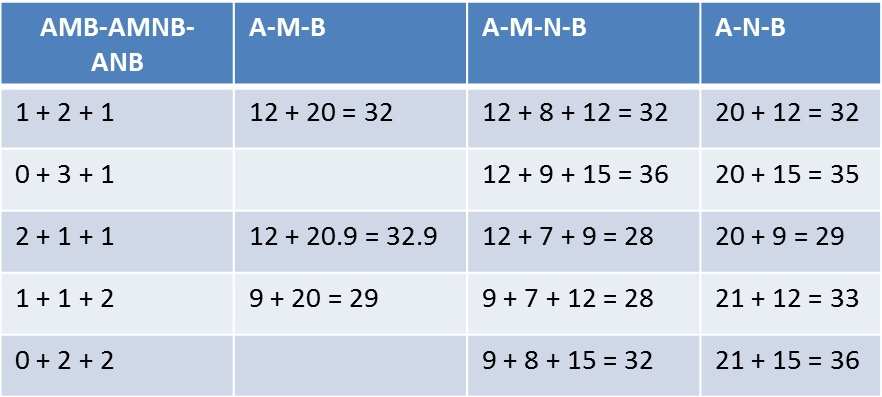 AMB-AMNB-
ANB
A-M-B
A-M-N-B
A-N-B
1 + 2 + 1
12 + 20 = 32
12 + 8 + 12 = 32
20 + 12 = 32
0 + 3 + 1
12 + 9 + 15 = 36
20 + 15 = 35
2 + 1 + 1
12 + 20.9 = 32.9
12 + 7 + 9 = 28
20 + 9 = 29
1 + 1 + 2
9 + 20 = 29
9 + 7 + 12 = 28
21 + 12 = 33
0 + 2 + 2
9 + 8 + 15 = 32
21 + 15 = 36